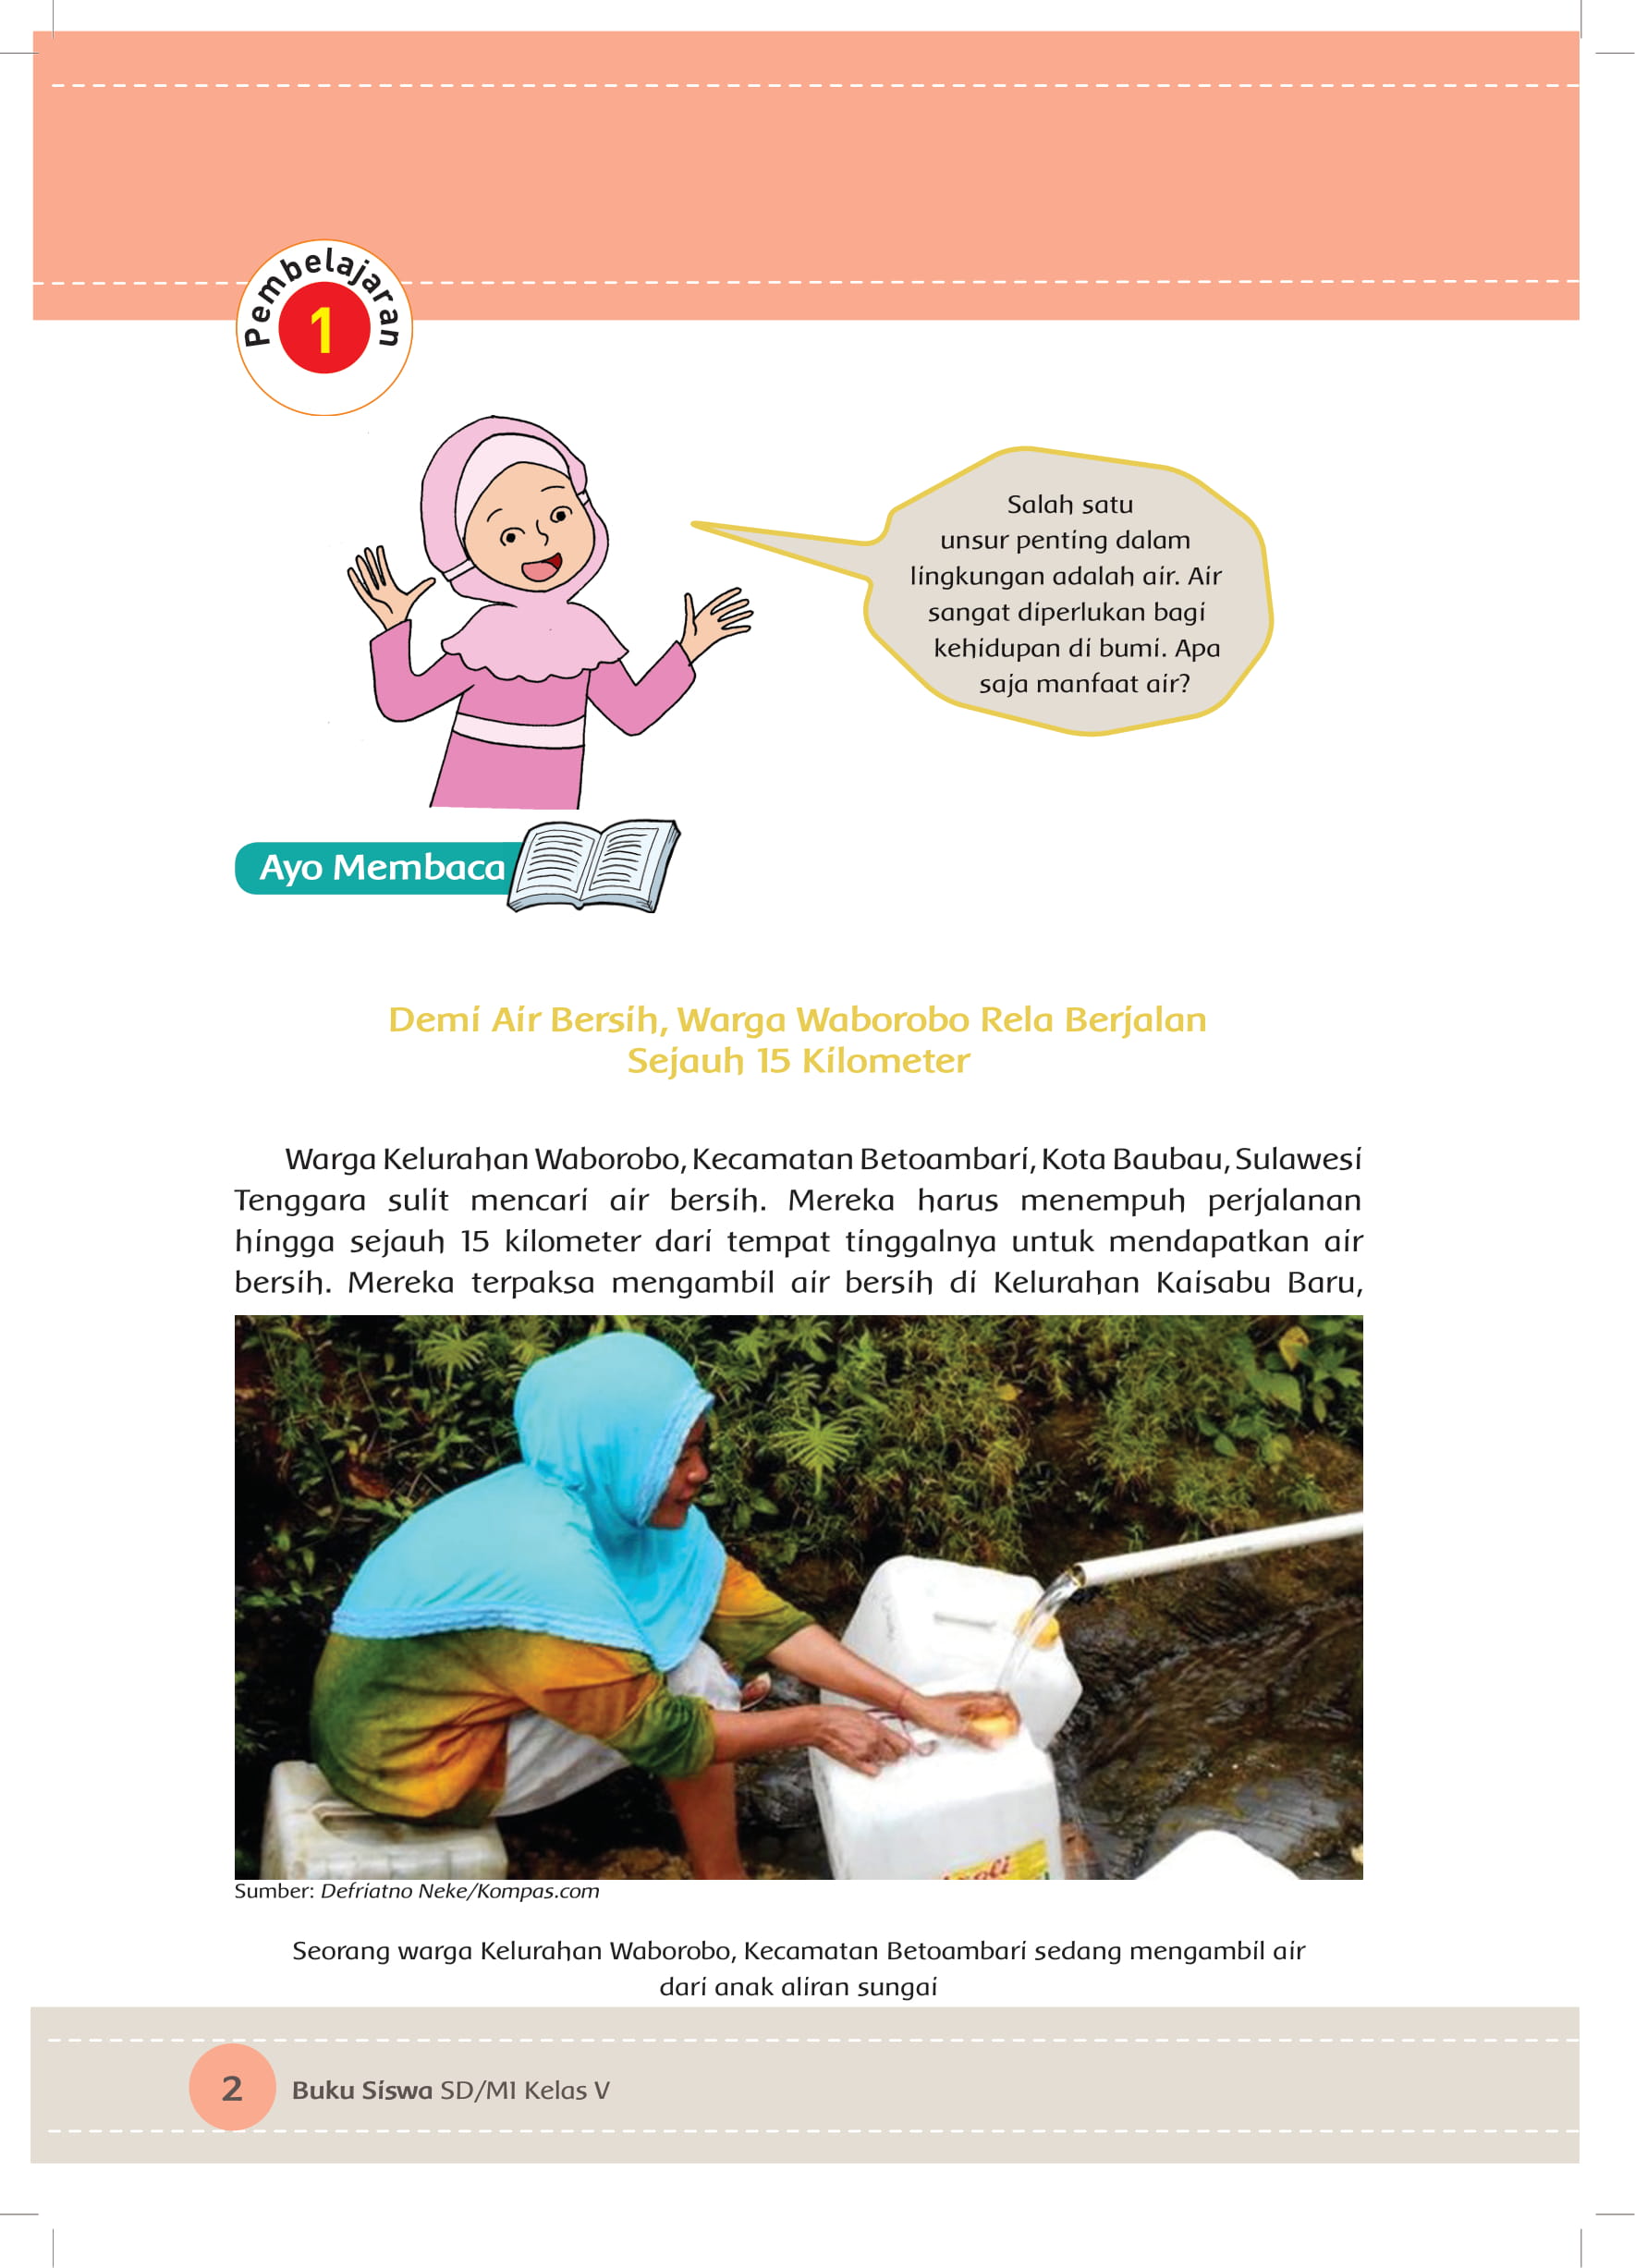 Pembelajaran
1
Salah satu
unsur penting dalam
lingkungan adalah air. Air
sangat diperlukan bagi
kehidupan di bumi. Apa
saja manfaat air?
Ayo Membaca
Demi Air Bersih, Warga Waborobo Rela Berjalan
Sejauh 15 Kilometer
Warga Kelurahan Waborobo, Kecamatan Betoambari, Kota Baubau, Sulawesi
Tenggara sulit mencari air bersih. Mereka harus menempuh perjalanan
hingga sejauh 15 kilometer dari tempat tinggalnya untuk mendapatkan air
bersih. Mereka terpaksa mengambil air bersih di Kelurahan Kaisabu Baru,
Sumber: Defriatno Neke/Kompas.com
Seorang warga Kelurahan Waborobo, Kecamatan Betoambari sedang mengambil air
dari anak aliran sungai
2
Buku Siswa SD/MI Kelas V